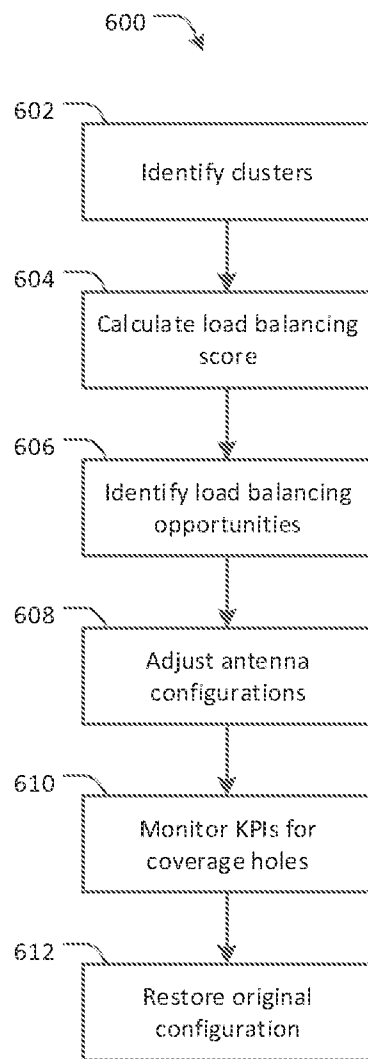 600
602
Identify clusters
604
Calculate load balancing
score
606
Identify load balancing
opportunities
608
Adjust antenna
configurations
610
Monitor KPIs for
coverage holes
612
Restore original
configuration